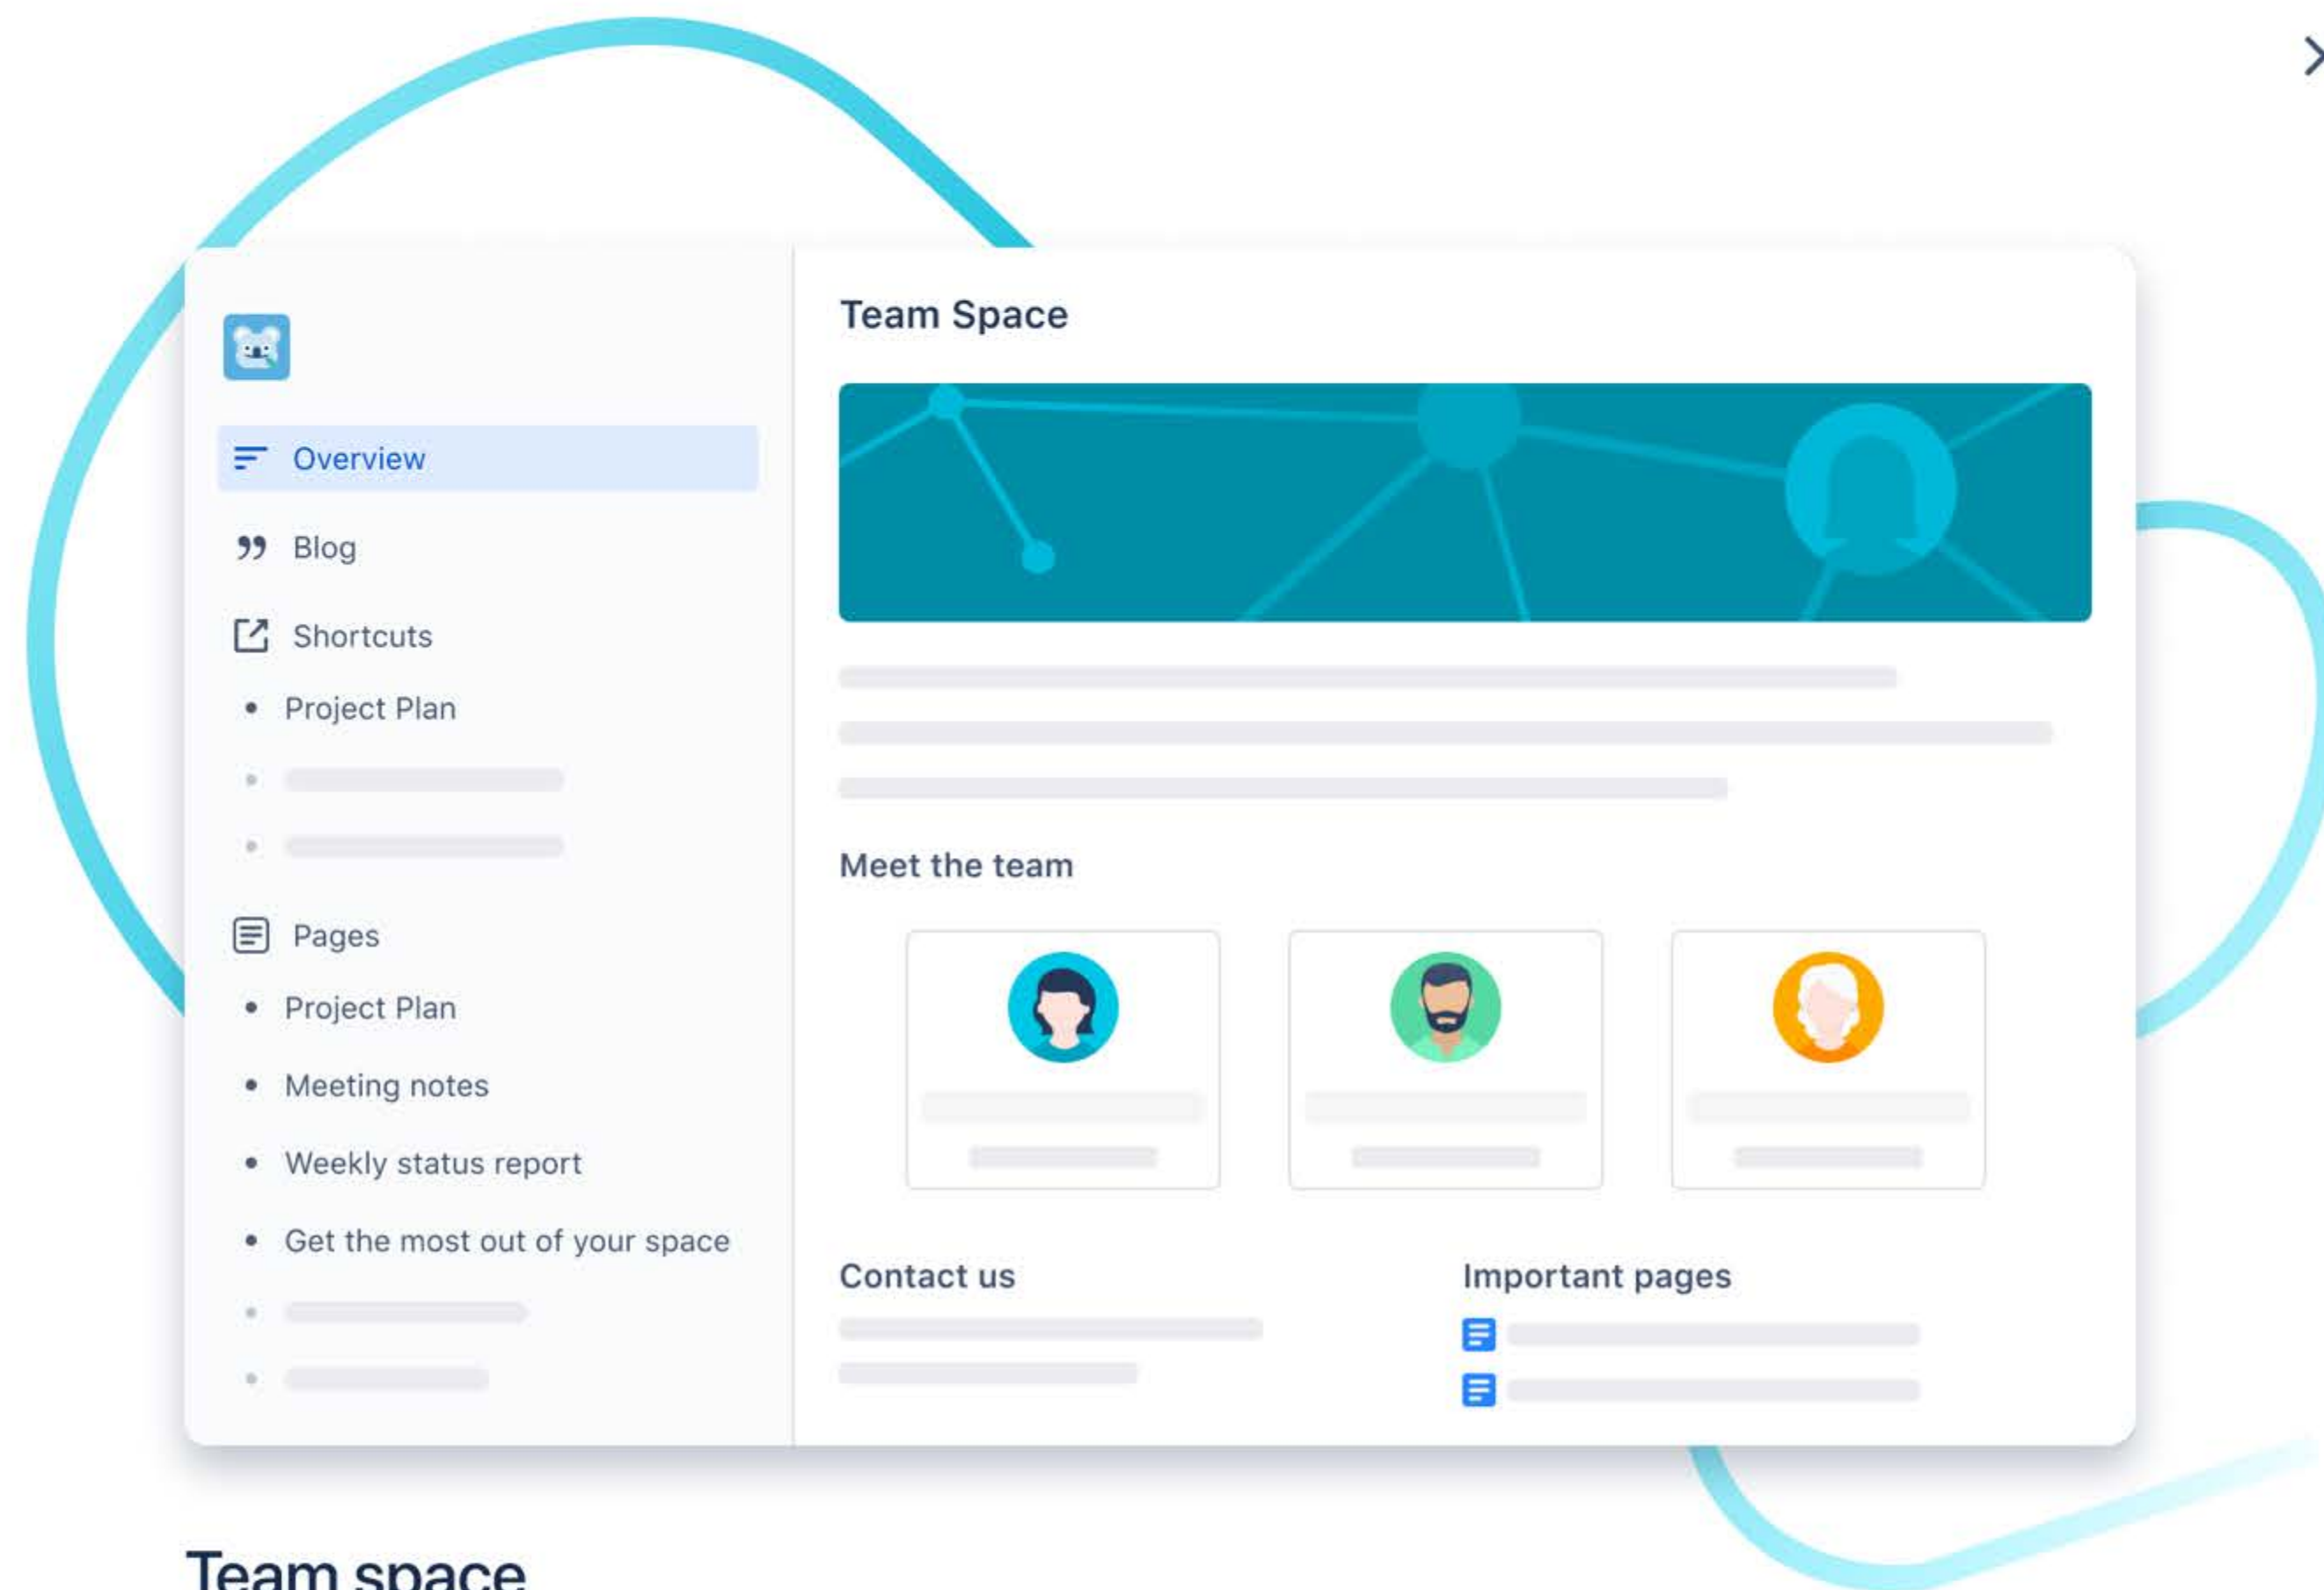 Overview
Blog
Shortcuts
• Project Plan
Pages
• Project Plan
• Meeting notes
• Weekly status report
• Get the most out of your space
Team Space
Meet the team
Contact us
Important pages
Team space